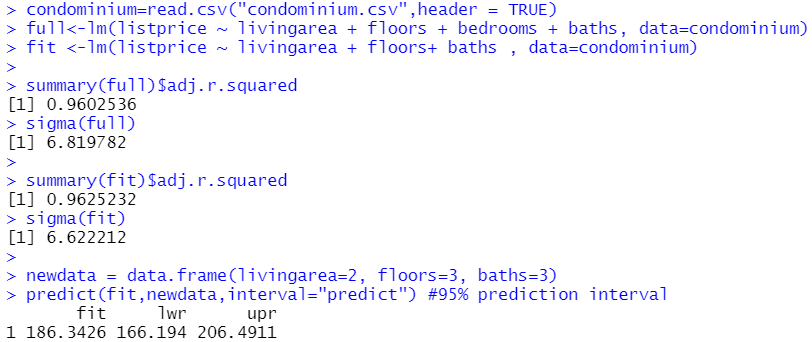 > condominium=read.csv("condominium.csv",header = TRUE)
> full<-lm(listprice ~ livingarea + floors + bedrooms + baths, data=condominium)
> fit <-lm(listprice ~ livingarea + floors+ baths , data=condominium)
>
> summary(full)$adj.r.squared
[1] 0.9602536
> sigma(full)
[1] 6.819782
>
> summary(fit)$adj.r.squared
[1] 0.9625232
> sigma(fit)
[1] 6.622212
>
> newdata = data.frame(livingarea=2, floors=3, baths=3)
> predict(fit,newdata,interval="predict") #95% prediction interval
       fit     lwr      upr
1 186.3426 166.194 206.4911